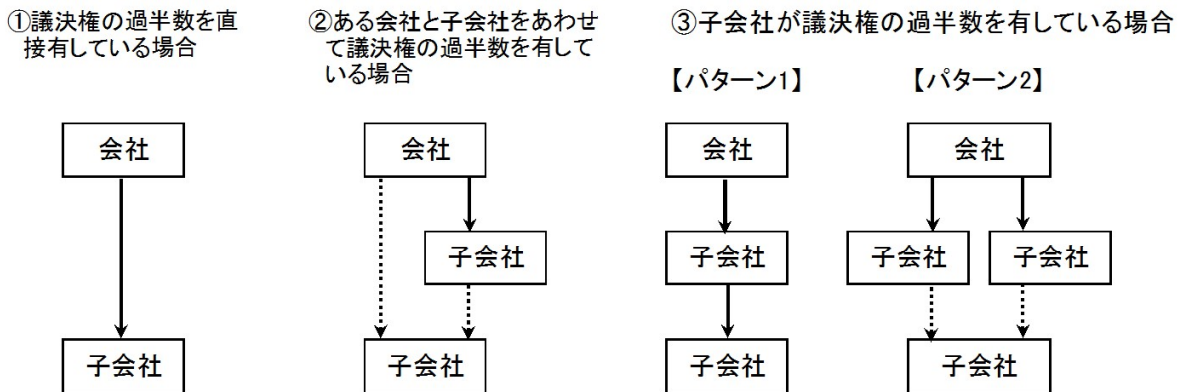 ①議決権の過半数を直
接有している場合
②ある会社と子会社をあわせ
て議決権の過半数を有して
いる場合
③子会社が議決権の過半数を有している場合
【パターン1】
【パターン2】
会社
子会社
会社
子会社
子会社
会社
子会社
子会社
会社
子会社
子会社
子会社